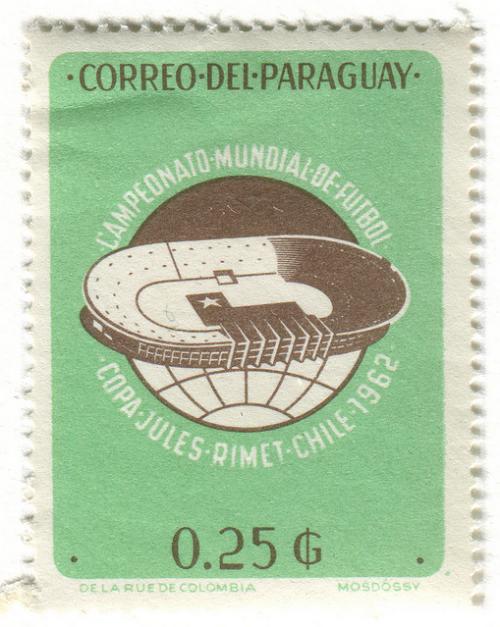 ·CORREO·DEL·PARAGUAY·
CAMPEONATO·MUNDIAL·DE·FUTBOL
·COPA·JULES·RIMET·CHILE·1962·
0.25 ₲
DE LA RUE DE COLOMBIA MOSDÓSSY